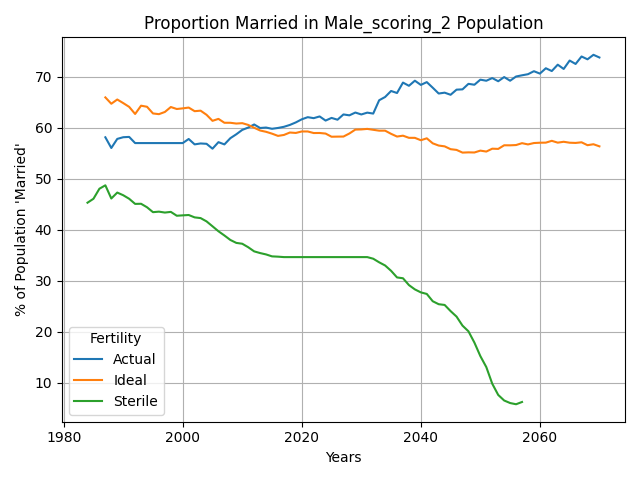 Proportion Married in Male_scoring_2 Population
% of Population 'Married'
70
60
50
40
30
20
10
Fertility
Actual
Ideal
Sterile
1980 2000 2020 2040 2060
Years